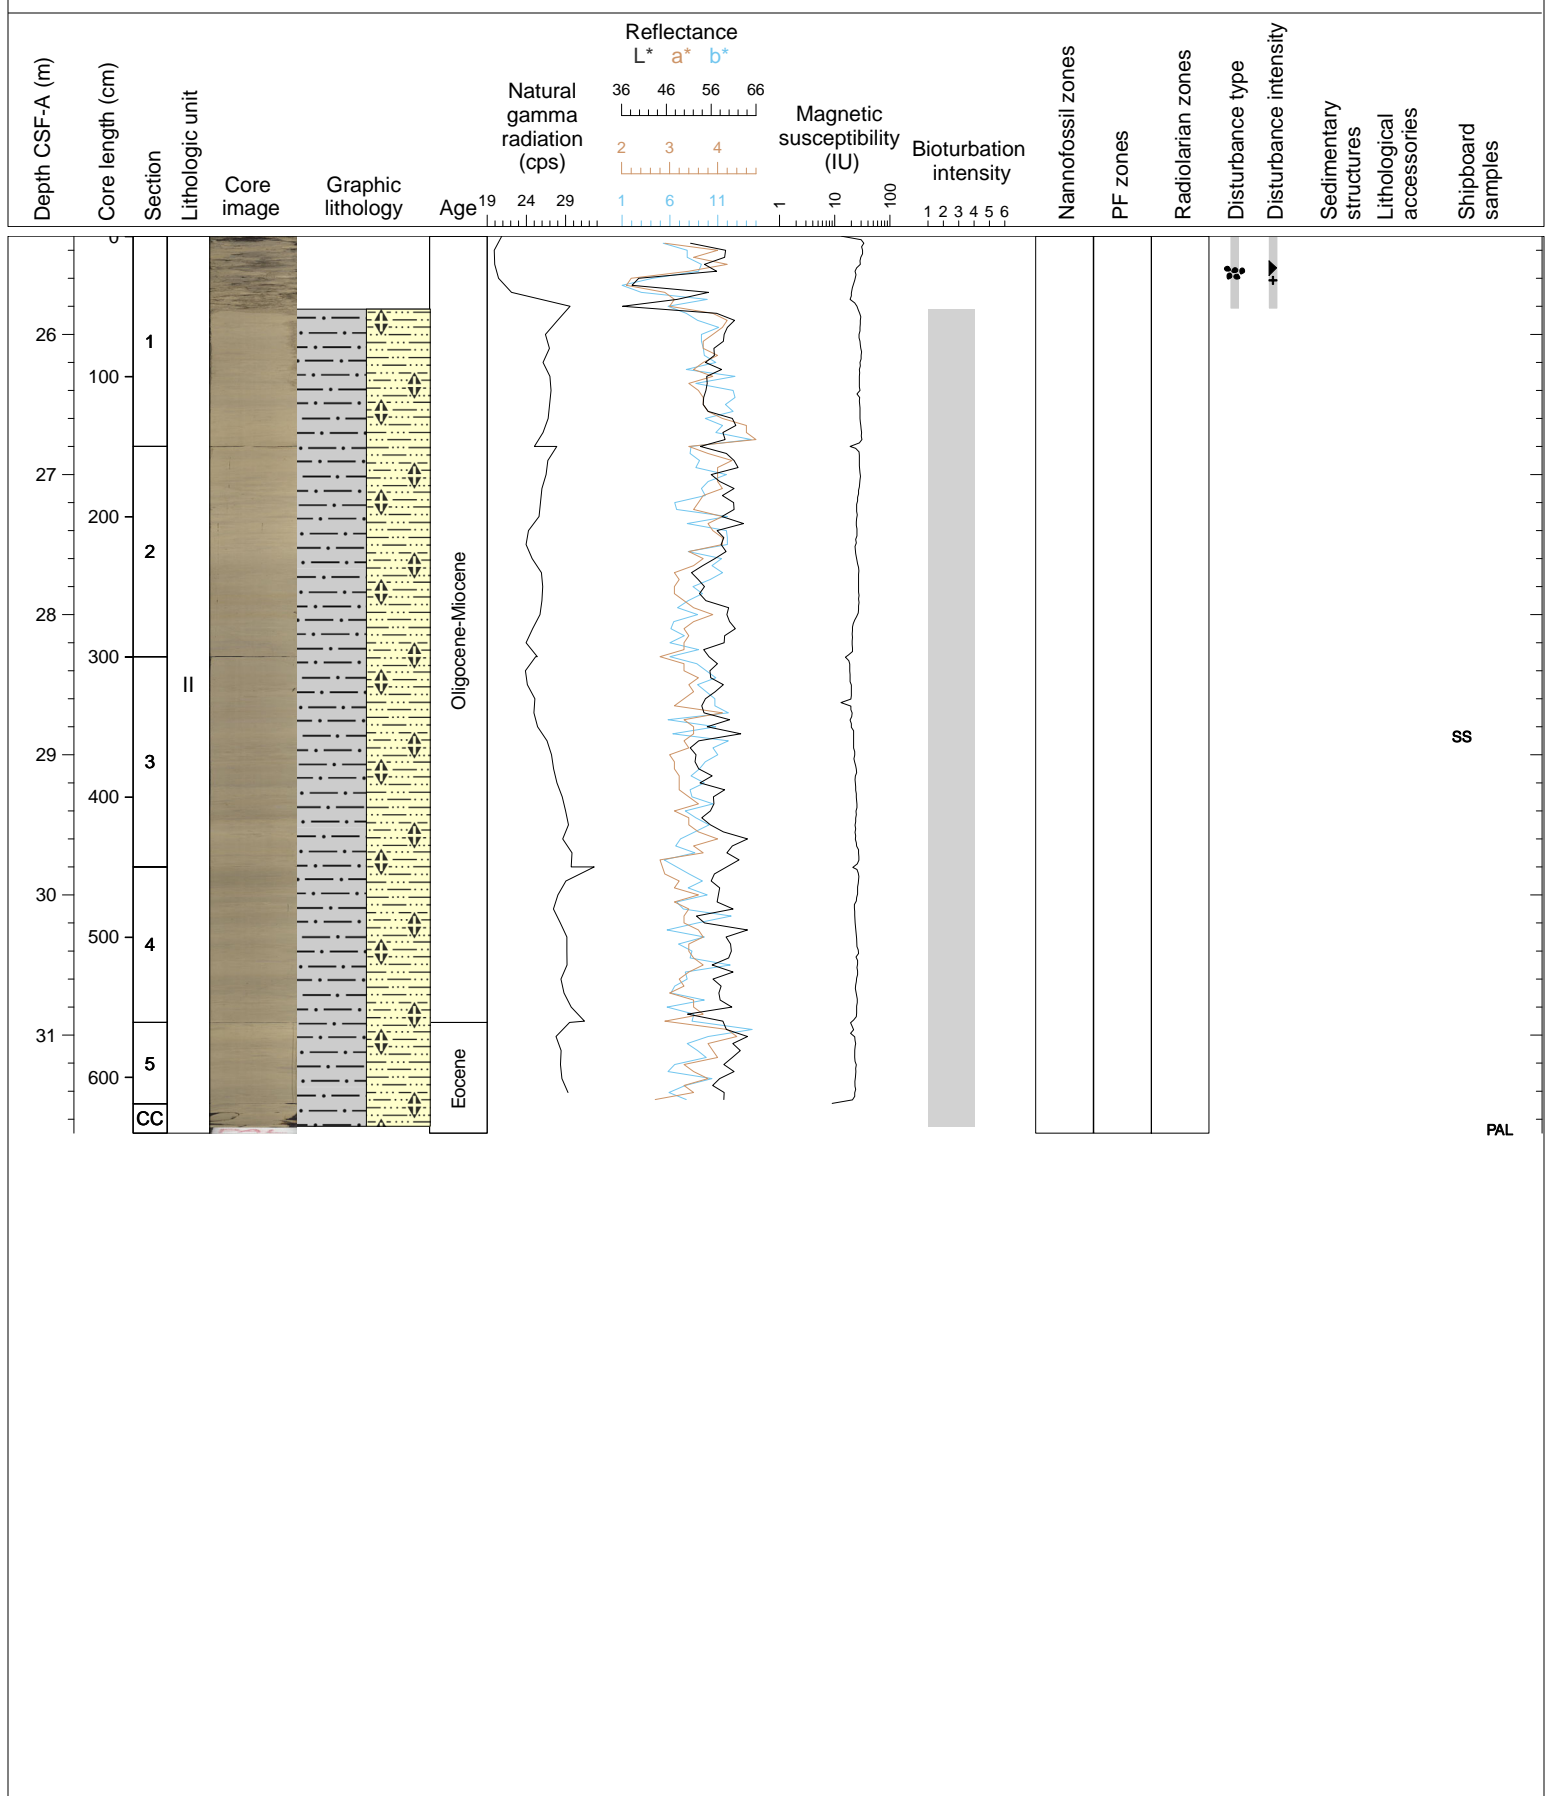 Depth CSF-A (m)
Core length (cm)
Section
Lithologic unit
Core
image
Graphic
lithology
Age
Natural
gamma
radiation
(cps)
19 24 29
Reflectance
L* a* b*
36 46 56 66
2 3 4
1 6 11
Magnetic
susceptibility
(IU)
1 10 100
Bioturbation
intensity
1 2 3 4 5 6
Nannofossil zones
PF zones
Radiolarian zones
Disturbance type
Disturbance intensity
Sedimentary
structures
Lithological
accessories
Shipboard
samples
0
26
1
100
27
200
2
Oligocene-Miocene
28
300
II
SS
29
3
400
30
500
4
31
5
Eocene
600
CC
PAL